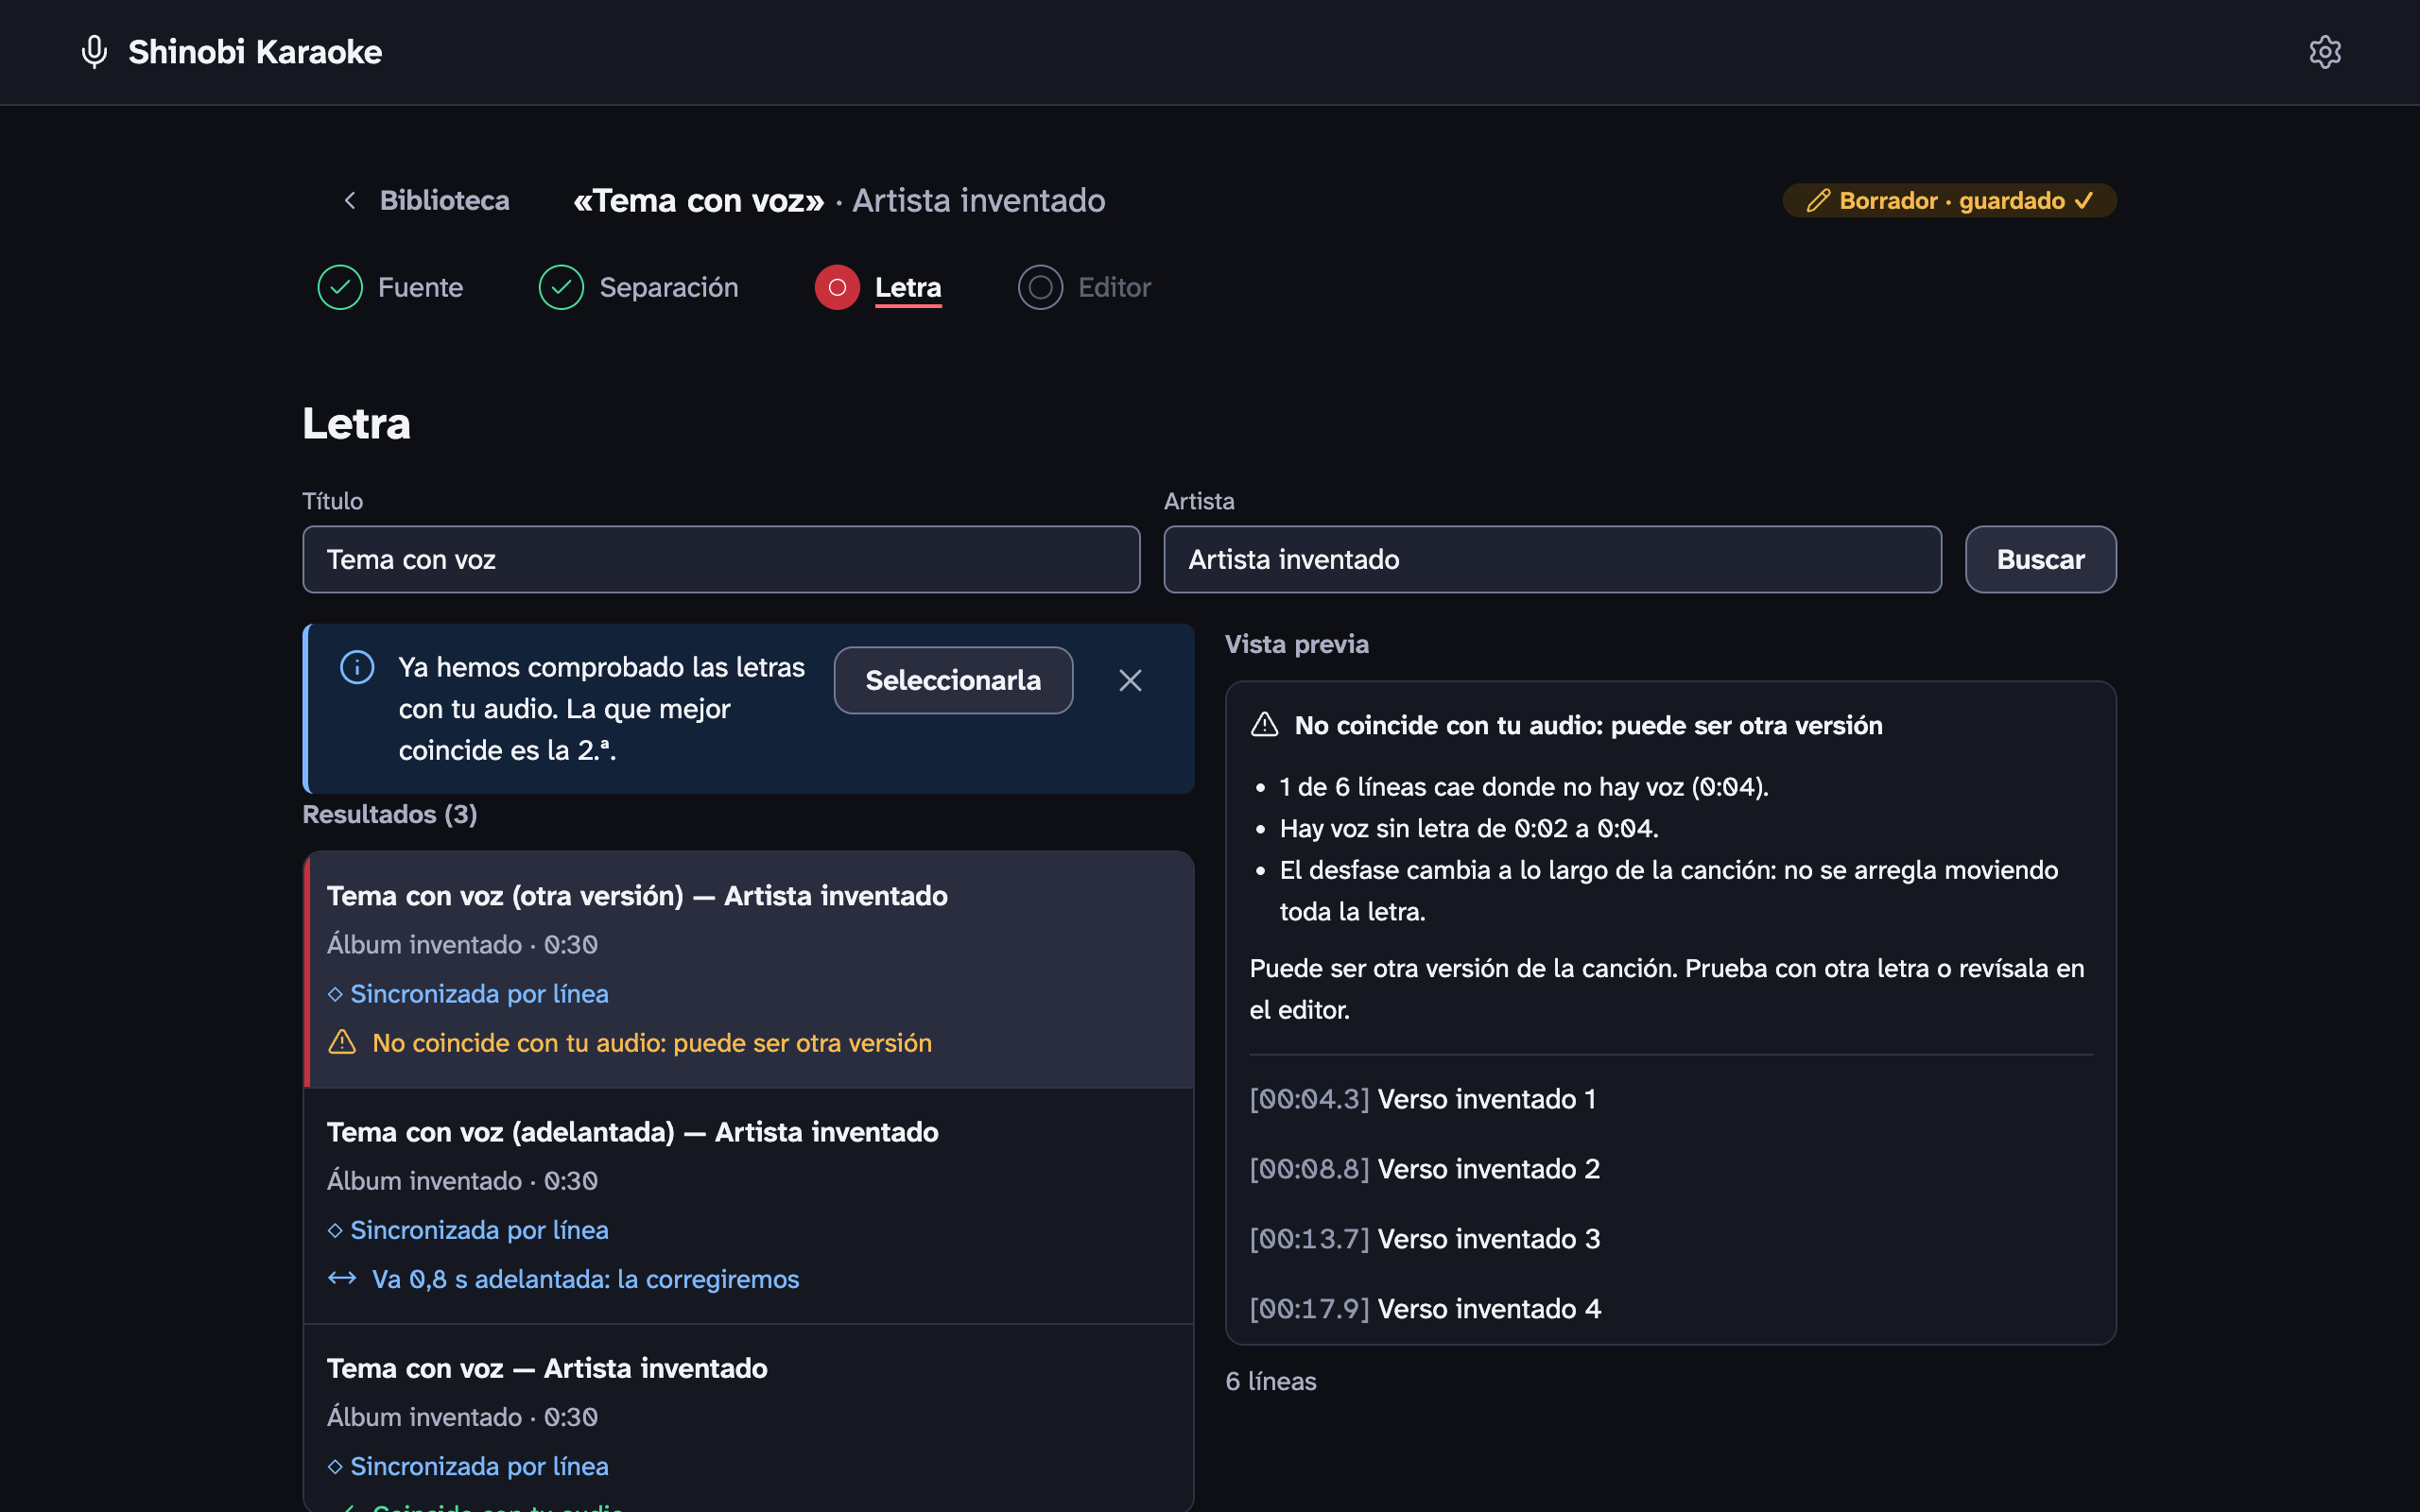 Shinobi Karaoke
Biblioteca
«Tema con voz» · Artista inventado
Borrador · guardado ✓
Fuente
Separación
Letra
Editor
Letra
Título
Artista
Tema con voz
Artista inventado
Buscar
Ya hemos comprobado las letras
con tu audio. La que mejor
coincide es la 2.ª.
Seleccionarla
Resultados (3)
Tema con voz (otra versión) — Artista inventado
Álbum inventado · 0:30
◇ Sincronizada por línea
No coincide con tu audio: puede ser otra versión
Tema con voz (adelantada) — Artista inventado
Álbum inventado · 0:30
◇ Sincronizada por línea
Va 0,8 s adelantada: la corregiremos
Tema con voz — Artista inventado
Álbum inventado · 0:30
◇ Sincronizada por línea
Vista previa
No coincide con tu audio: puede ser otra versión
• 1 de 6 líneas cae donde no hay voz (0:04).
• Hay voz sin letra de 0:02 a 0:04.
• El desfase cambia a lo largo de la canción: no se arregla moviendo
toda la letra.
Puede ser otra versión de la canción. Prueba con otra letra o revísala en
el editor.
[00:04.3] Verso inventado 1
[00:08.8] Verso inventado 2
[00:13.7] Verso inventado 3
[00:17.9] Verso inventado 4
6 líneas